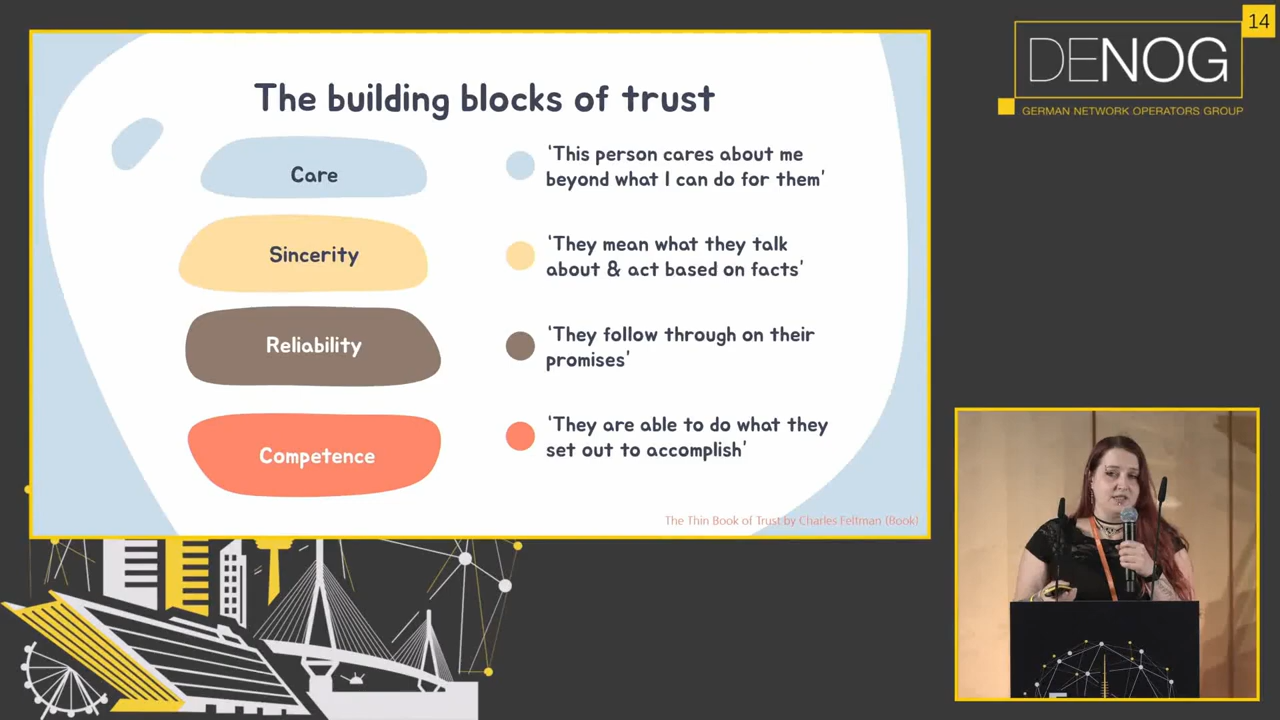 14
DENOG
GERMAN NETWORK OPERATORS GROUP
The building blocks of trust
Care
'This person cares about me
beyond what I can do for them'
Sincerity
'They mean what they talk
about & act based on facts'
Reliability
'They follow through on their
promises'
Competence
'They are able to do what they
set out to accomplish'
The Thin Book of Trust by Charles Feltman (Book)